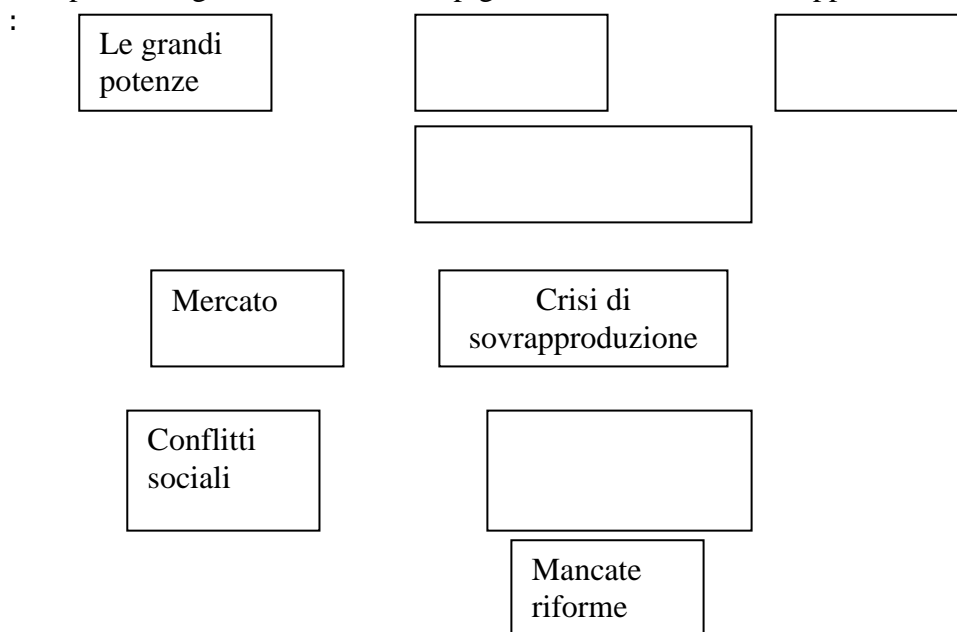 :
Le grandi
potenze
Mercato
Crisi di
sovrapproduzione
Conflitti
sociali
Mancate
riforme